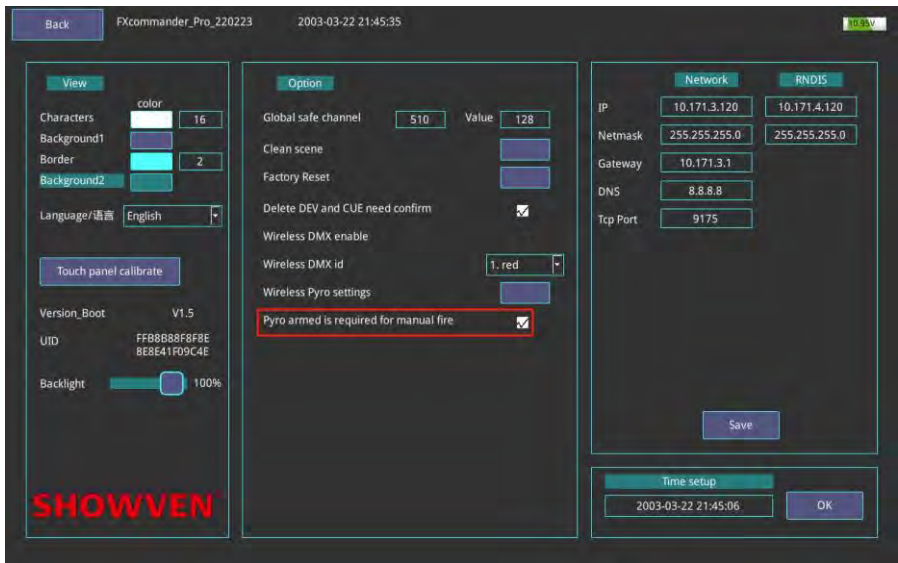 Back FXcommander_Pro_220223 2003-03-22 21:45:35 10.95V
View
color
Characters 16
Background1
Border 2
Background2
Language/语言 English
Touch panel calibrate
Version_Boot V1.5
UID FFB8B88F8F8E
8E8E41F09C4E
Backlight 100%
SHOWVEN
Option
Global safe channel 510 Value 128
Clean scene
Factory Reset
Delete DEV and CUE need confirm
Wireless DMX enable
Wireless DMX id 1. red
Wireless Pyro settings
Pyro armed is required for manual fire
Network RNDIS
IP 10.171.3.120 10.171.4.120
Netmask 255.255.255.0 255.255.255.0
Gateway 10.171.3.1
DNS 8.8.8.8
Tcp Port 9175
Save
Time setup
2003-03-22 21:45:06 OK